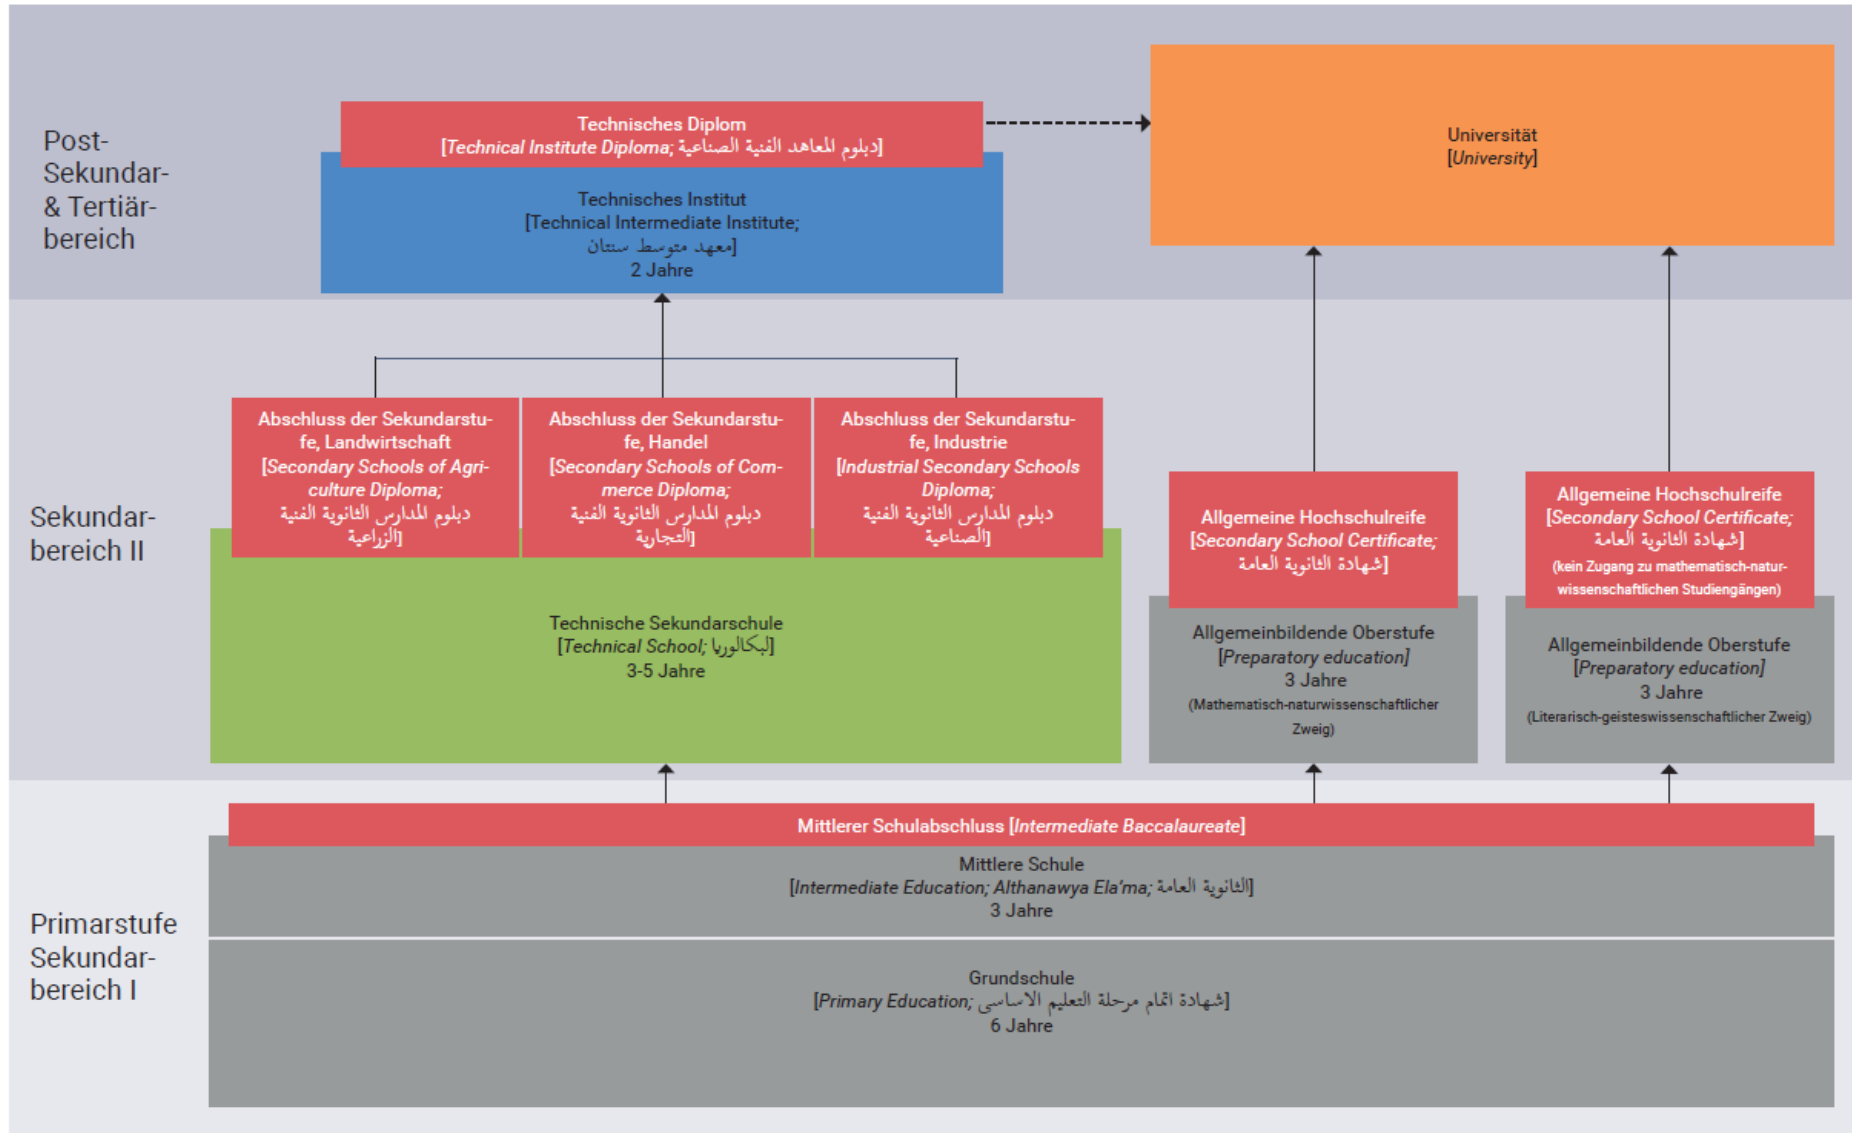 Post-
Sekundar-
& Tertiär-
bereich
Technisches Diplom
[Technical Institute Diploma; دبلوم المعاهد الفنية الصناعية]
Technisches Institut
[Technical Intermediate Institute;
معهد متوسط سنتان]
2 Jahre
Universität
[University]
Sekundar-
bereich II
Abschluss der Sekundarstu-
fe, Landwirtschaft
[Secondary Schools of Agri-
culture Diploma;
دبلوم المدارس الثانوية الفنية
الزراعية]
Abschluss der Sekundarstu-
fe, Handel
[Secondary Schools of Com-
merce Diploma;
دبلوم المدارس الثانوية الفنية
التجارية]
Abschluss der Sekundarstu-
fe, Industrie
[Industrial Secondary Schools
Diploma;
دبلوم المدارس الثانوية الفنية
الصناعية]
Technische Sekundarschule
[Technical School; لبكالوريا]
3-5 Jahre
Allgemeine Hochschulreife
[Secondary School Certificate;
شهادة الثانوية العامة]
Allgemeinbildende Oberstufe
[Preparatory education]
3 Jahre
(Mathematisch-naturwissenschaftlicher
Zweig)
Allgemeine Hochschulreife
[Secondary School Certificate;
شهادة الثانوية العامة]
(kein Zugang zu mathematisch-natur-
wissenschaftlichen Studiengängen)
Allgemeinbildende Oberstufe
[Preparatory education]
3 Jahre
(Literarisch-geisteswissenschaftlicher Zweig)
Primarstufe
Sekundar-
bereich I
Mittlerer Schulabschluss [Intermediate Baccalaureate]
Mittlere Schule
[Intermediate Education; Althanawya Ela'ma; الثانوية العامة]
3 Jahre
Grundschule
[Primary Education; شهادة اتمام مرحلة التعليم الاساسى]
6 Jahre